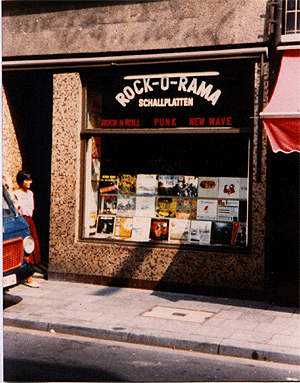 ROCK-O-RAMA
SCHALLPLATTEN
ROCK N ROLL PUNK NEW WAVE